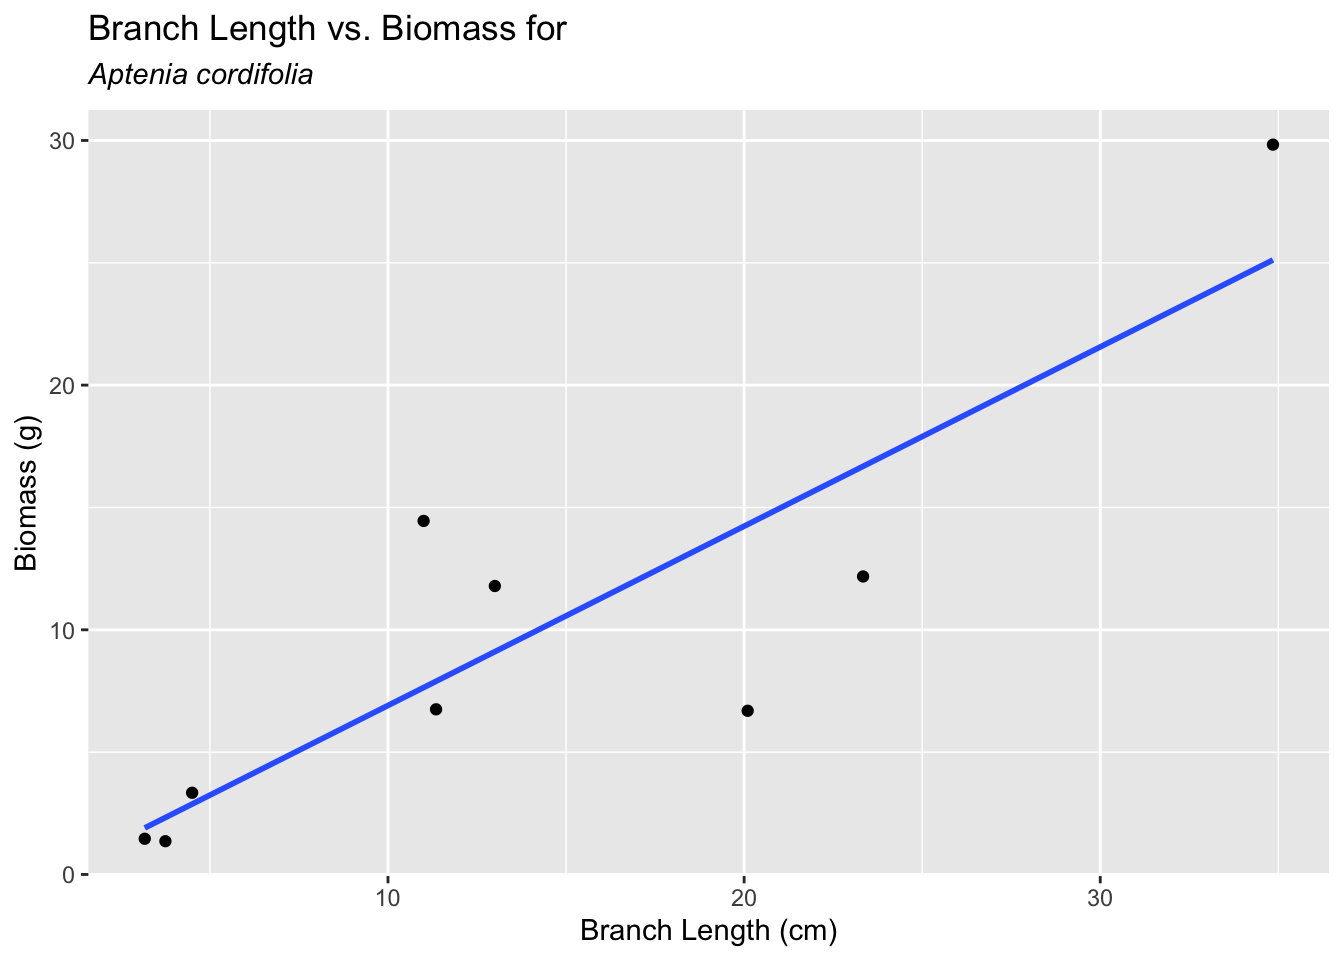 Branch Length vs. Biomass for
Aptenia cordifolia
30
20
10
0
Biomass (g)
10 20 30
Branch Length (cm)